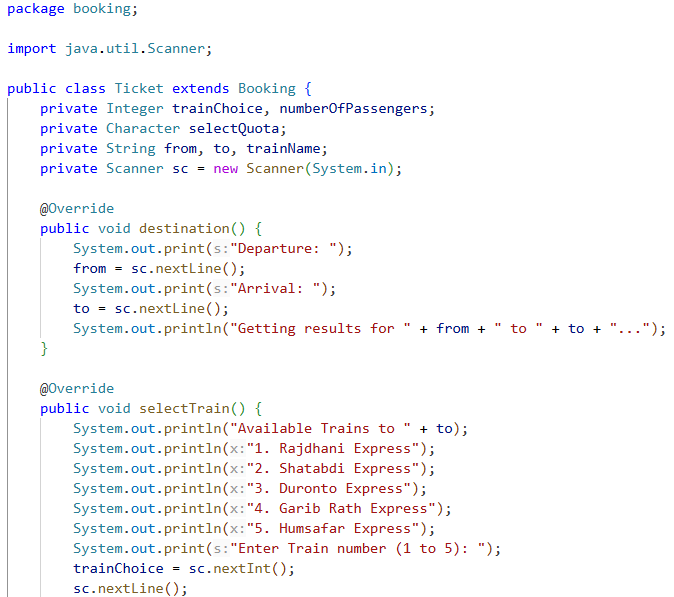 package booking;
import java.util.Scanner;
public class Ticket extends Booking {
    private Integer trainChoice, numberOfPassengers;
    private Character selectQuota;
    private String from, to, trainName;
    private Scanner sc = new Scanner(System.in);
    @Override
    public void destination() {
        System.out.print(s:"Departure: ");
        from = sc.nextLine();
        System.out.print(s:"Arrival: ");
        to = sc.nextLine();
        System.out.println("Getting results for " + from + " to " + to + "...");
    }
    @Override
    public void selectTrain() {
        System.out.println("Available Trains to " + to);
        System.out.println(x:"1. Rajdhani Express");
        System.out.println(x:"2. Shatabdi Express");
        System.out.println(x:"3. Duronto Express");
        System.out.println(x:"4. Garib Rath Express");
        System.out.println(x:"5. Humsafar Express");
        System.out.print(s:"Enter Train number (1 to 5): ");
        trainChoice = sc.nextInt();
        sc.nextLine();